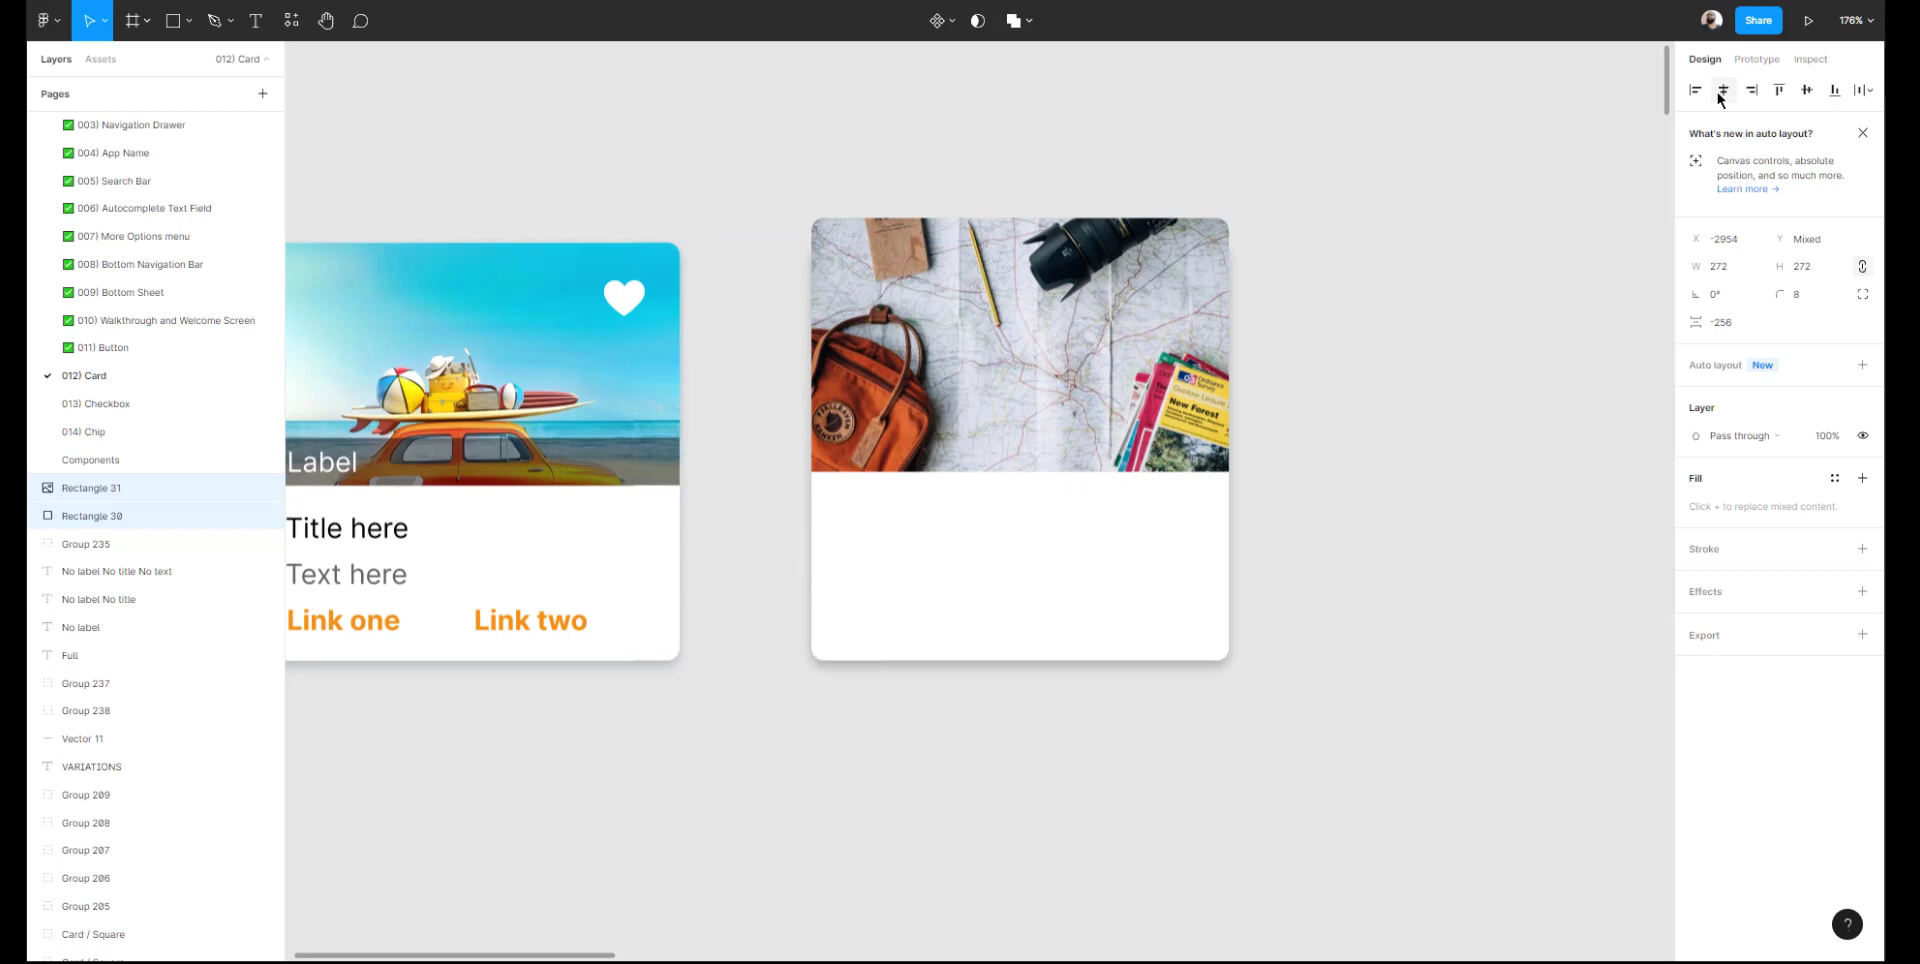 Share
176%
Layers
Assets
012) Card
Pages
003) Navigation Drawer
004) App Name
005) Search Bar
006) Autocomplete Text Field
007) More Options menu
008) Bottom Navigation Bar
009) Bottom Sheet
010) Walkthrough and Welcome Screen
011) Button
012) Card
013) Checkbox
014) Chip
Components
Rectangle 31
Rectangle 30
Group 235
No label No title No text
No label No title
No label
Full
Group 237
Group 238
Vector 11
VARIATIONS
Group 209
Group 208
Group 207
Group 206
Group 205
Card / Square
Label
Title here
Text here
Link one
Link two
Ordnance
Survey
Outdoor Leisure
New Forest
Design
Prototype
Inspect
What's new in auto layout?
Canvas controls, absolute
position, and so much more.
Learn more →
X -2954
Y Mixed
W 272
H 272
0°
8
-256
Auto layout New
Layer
Pass through
100%
Fill
Click + to replace mixed content.
Stroke
Effects
Export
?